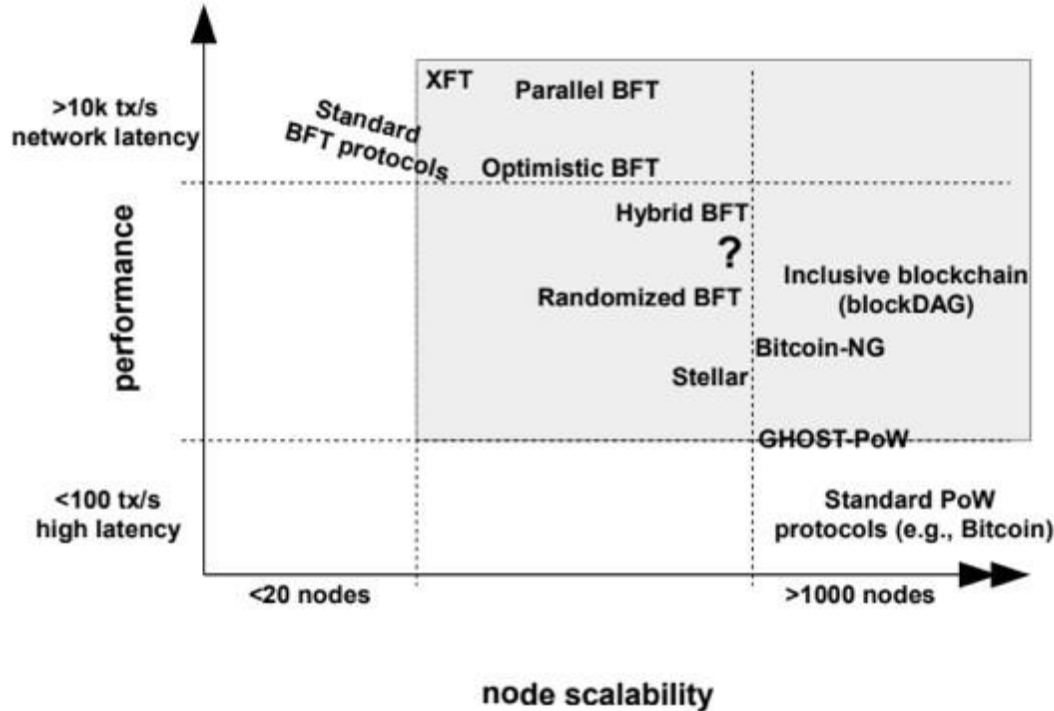 XFT
Parallel BFT
>10k tx/s
network latency
Standard
BFT protocols
Optimistic BFT
Hybrid BFT
?
performance
Inclusive blockchain
(blockDAG)
Randomized BFT
Bitcoin-NG
Stellar
GHOST-PoW
<100 tx/s
high latency
Standard PoW
protocols (e.g., Bitcoin)
<20 nodes
>1000 nodes
node scalability